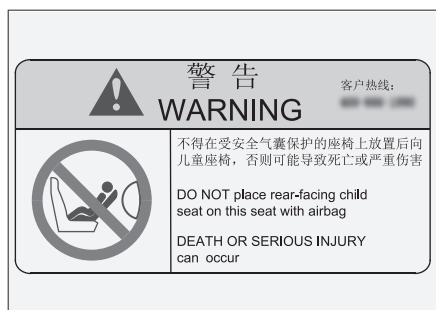 警 告
客户热线：
WARNING
不得在受安全气囊保护的座椅上放置后向
儿童座椅，否则可能导致死亡或严重伤害
DO NOT place rear-facing child
seat on this seat with airbag
DEATH OR SERIOUS INJURY
can occur